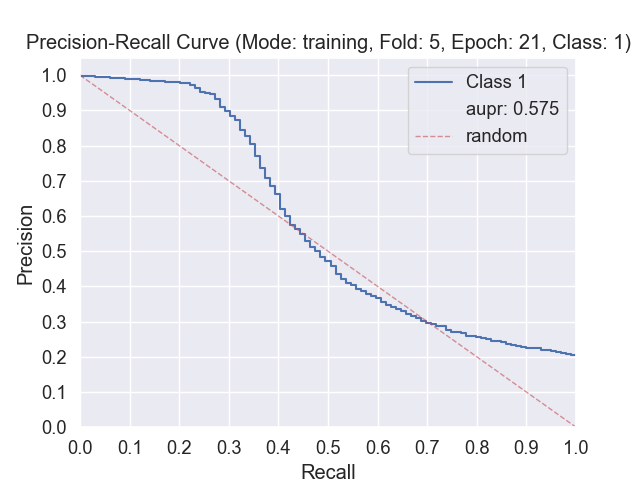 Precision-Recall Curve (Mode: training, Fold: 5, Epoch: 21, Class: 1)
Class 1
aupr: 0.575
random
Precision
1.0
0.9
0.8
0.7
0.6
0.5
0.4
0.3
0.2
0.1
0.0
0.0 0.1 0.2 0.3 0.4 0.5 0.6 0.7 0.8 0.9 1.0
Recall